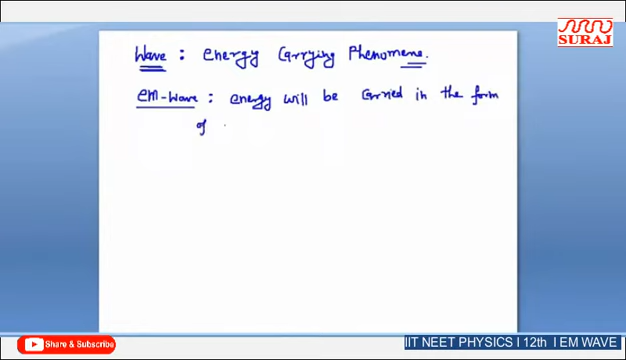 SURAJ
Wave : Energy Carrying Phenomene.
EM-Wave : energy will be Carried in the form
of
Share & Subscribe
IIT NEET PHYSICS I 12th I EM WAVE